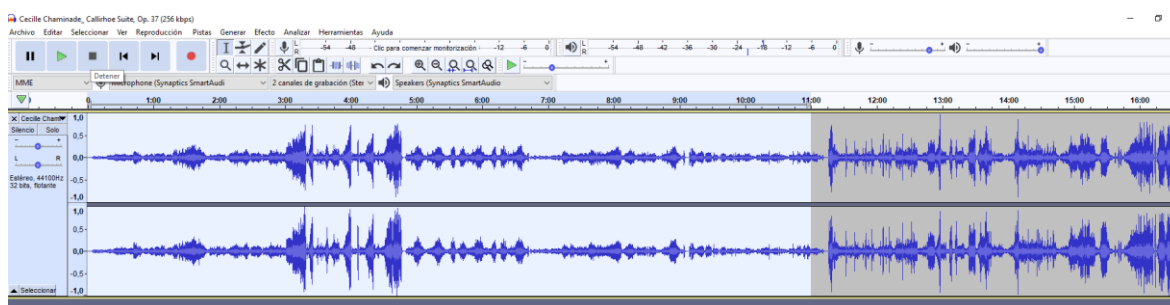 Cecille Chaminade_ Callirhoe Suite, Op. 37 (256 kbps)
Archivo Editar Seleccionar Ver Reproducción Pistas Generar Efecto Analizar Herramientas Ayuda
L R -54 -48 Clic para comenzar monitorización -12 -6 0 L R -54 -48 -42 -36 -30 -24 -18 -12 -6 0
Detener
MME Microphone (Synaptics SmartAudi 2 canales de grabación (Ster Speakers (Synaptics SmartAudio
0 1:00 2:00 3:00 4:00 5:00 6:00 7:00 8:00 9:00 10:00 11:00 12:00 13:00 14:00 15:00 16:00
X Cecille Cham 1,0
Silencio Solo 0,5
- + 0,0
L R
Estéreo, 44100Hz -0,5
32 bits, flotante
-1,0
1,0
0,5
0,0
-0,5
Seleccionar -1,0